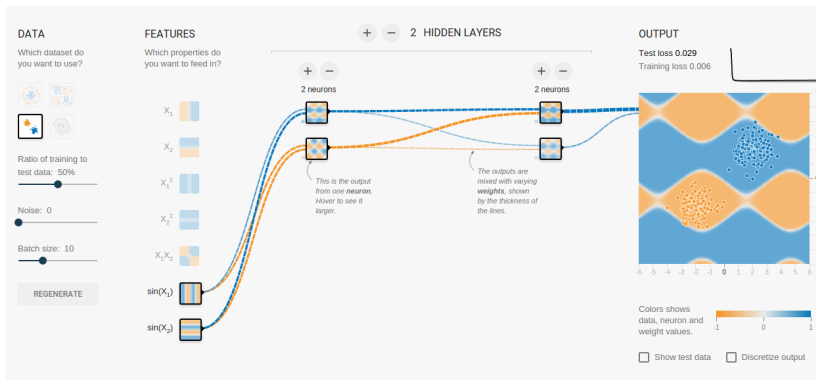 DATA
Which dataset do
you want to use?
Ratio of training to
test data: 50%
Noise: 0
Batch size: 10
REGENERATE
FEATURES
Which properties do
you want to feed in?
X₁
X₂
X₁²
X₂²
X₁X₂
sin(X₁)
sin(X₂)
+ − 2 HIDDEN LAYERS
+ −
2 neurons
+ −
2 neurons
This is the output
from one neuron.
Hover to see it
larger.
The outputs are
mixed with varying
weights, shown
by the thickness of
the lines.
OUTPUT
Test loss 0.029
Training loss 0.006
-6 -5 -4 -3 -2 -1 0 1 2 3 4 5 6
Colors shows
data, neuron and
weight values.
-1 0 1
Show test data
Discretize output